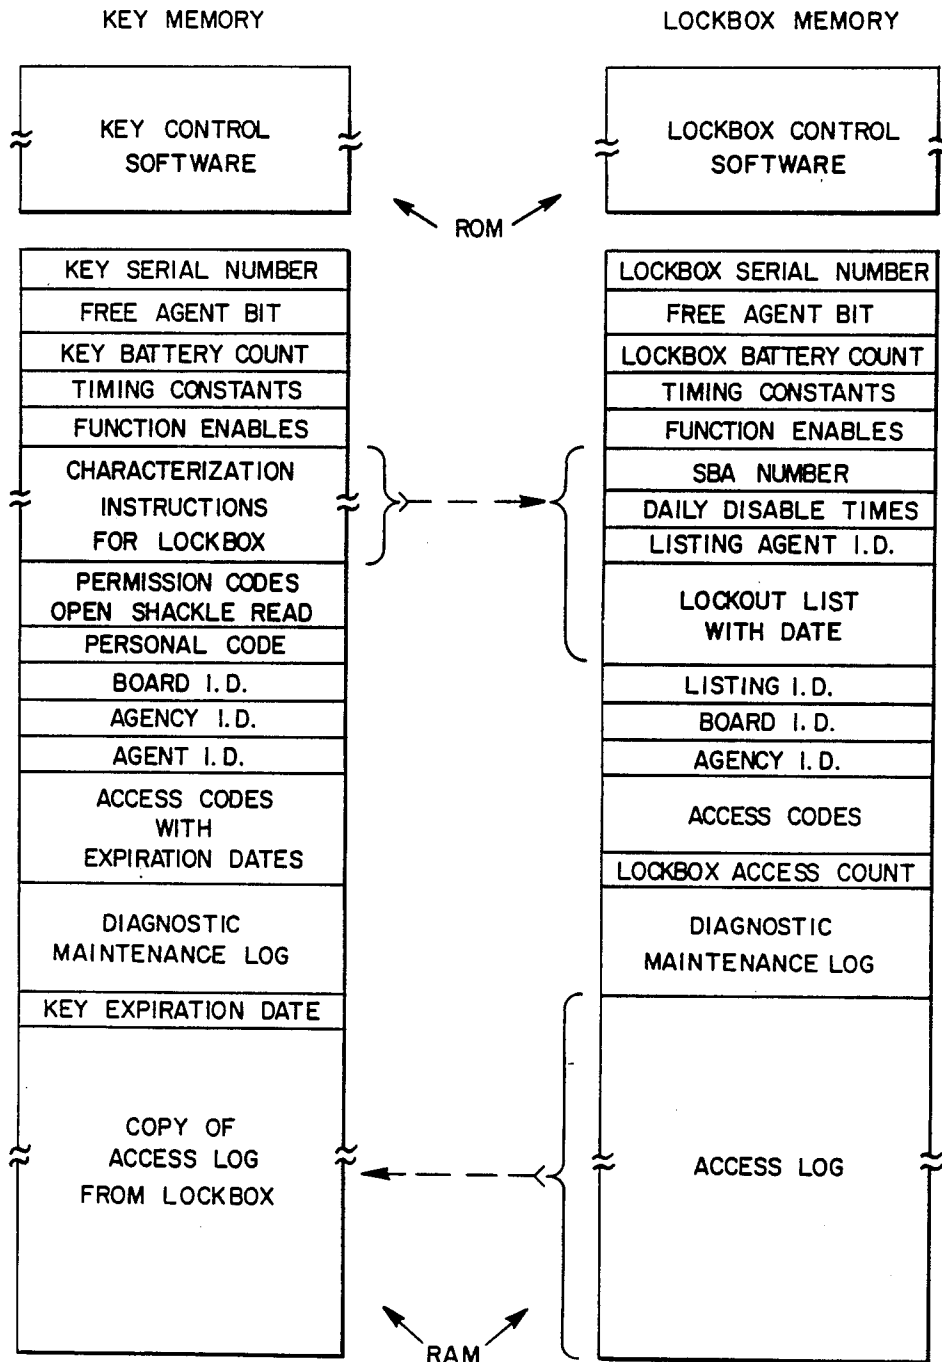 KEY MEMORY
KEY CONTROL
SOFTWARE
KEY SERIAL NUMBER
FREE AGENT BIT
KEY BATTERY COUNT
TIMING CONSTANTS
FUNCTION ENABLES
CHARACTERIZATION
INSTRUCTIONS
FOR LOCKBOX
PERMISSION CODES
OPEN SHACKLE READ
PERSONAL CODE
BOARD I.D.
AGENCY I.D.
AGENT I.D.
ACCESS CODES
WITH
EXPIRATION DATES
DIAGNOSTIC
MAINTENANCE LOG
KEY EXPIRATION DATE
COPY OF
ACCESS LOG
FROM LOCKBOX
ROM
RAM
LOCKBOX MEMORY
LOCKBOX CONTROL
SOFTWARE
LOCKBOX SERIAL NUMBER
FREE AGENT BIT
LOCKBOX BATTERY COUNT
TIMING CONSTANTS
FUNCTION ENABLES
SBA NUMBER
DAILY DISABLE TIMES
LISTING AGENT I.D.
LOCKOUT LIST
WITH DATE
LISTING I.D.
BOARD I.D.
AGENCY I.D.
ACCESS CODES
LOCKBOX ACCESS COUNT
DIAGNOSTIC
MAINTENANCE LOG
ACCESS LOG